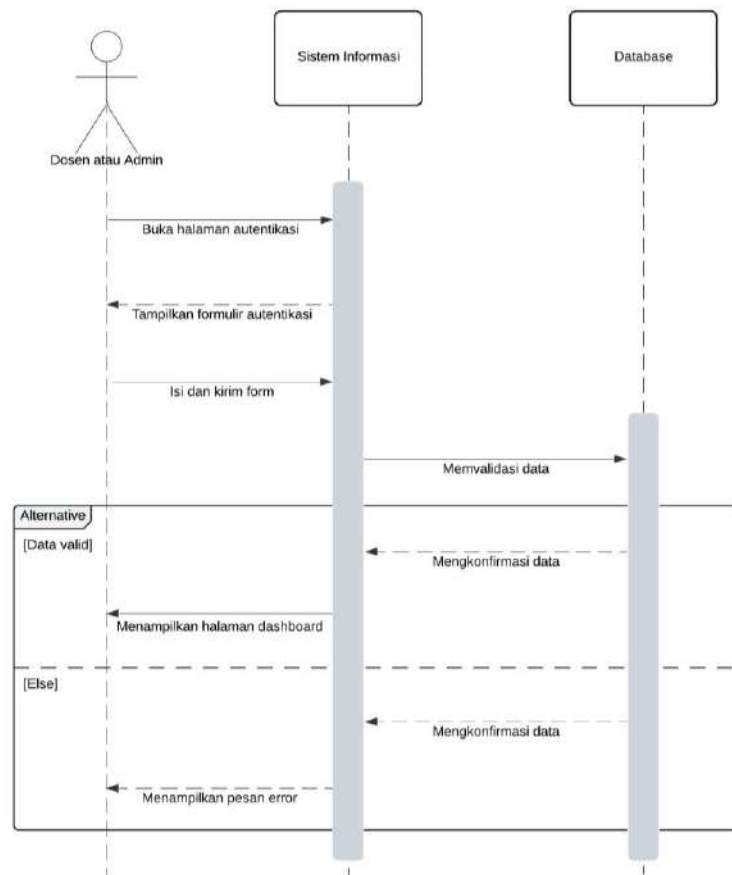 Sistem Informasi
Database
Dosen atau Admin
Buka halaman autentikasi
Tampilkan formulir autentikasi
Isi dan kirim form
Memvalidasi data
Alternative
[Data valid]
Mengkonfirmasi data
Menampilkan halaman dashboard
[Else]
Mengkonfirmasi data
Menampilkan pesan error